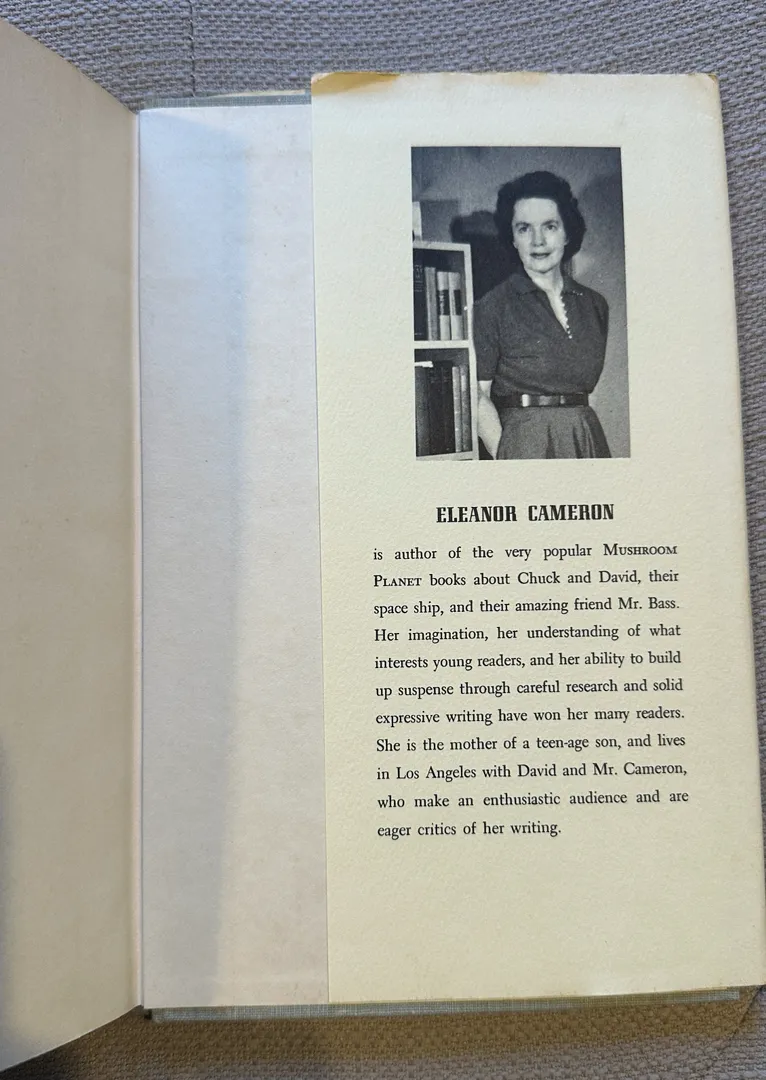 ELEANOR CAMERON
is author of the very popular MUSHROOM
PLANET books about Chuck and David, their
space ship, and their amazing friend Mr. Bass.
Her imagination, her understanding of what
interests young readers, and her ability to build
up suspense through careful research and solid
expressive writing have won her many readers.
She is the mother of a teen-age son, and lives
in Los Angeles with David and Mr. Cameron,
who make an enthusiastic audience and are
eager critics of her writing.